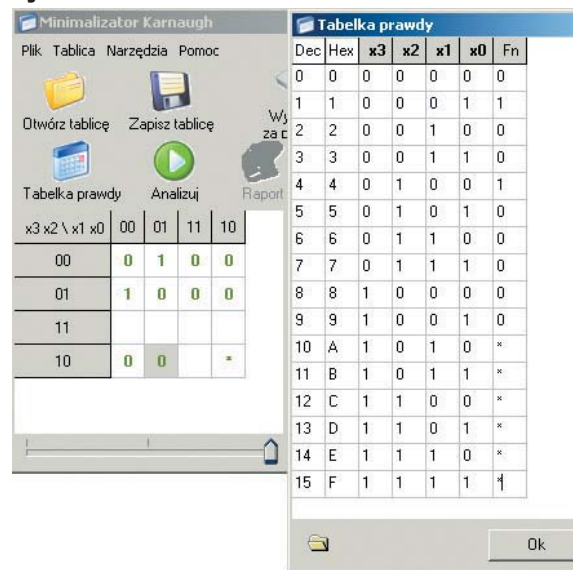 Minimalizator Karnaugh
Plik Tablica Narzędzia Pomoc
Otwórz tablicę Zapisz tablicę
za
Tabelka prawdy Analizuj Raport
x3 x2 \ x1 x0 00 01 11 10
00 0 1 0 0
01 1 0 0 0
11
10 0 0 *
Tabelka prawdy
Dec Hex x3 x2 x1 x0 Fn
0 0 0 0 0 0 0
1 1 0 0 0 1 1
2 2 0 0 1 0 0
3 3 0 0 1 1 0
4 4 0 1 0 0 1
5 5 0 1 0 1 0
6 6 0 1 1 0 0
7 7 0 1 1 1 0
8 8 1 0 0 0 0
9 9 1 0 0 1 0
10 A 1 0 1 0 *
11 B 1 0 1 1 *
12 C 1 1 0 0 *
13 D 1 1 0 1 *
14 E 1 1 1 0 *
15 F 1 1 1 1 *
Ok